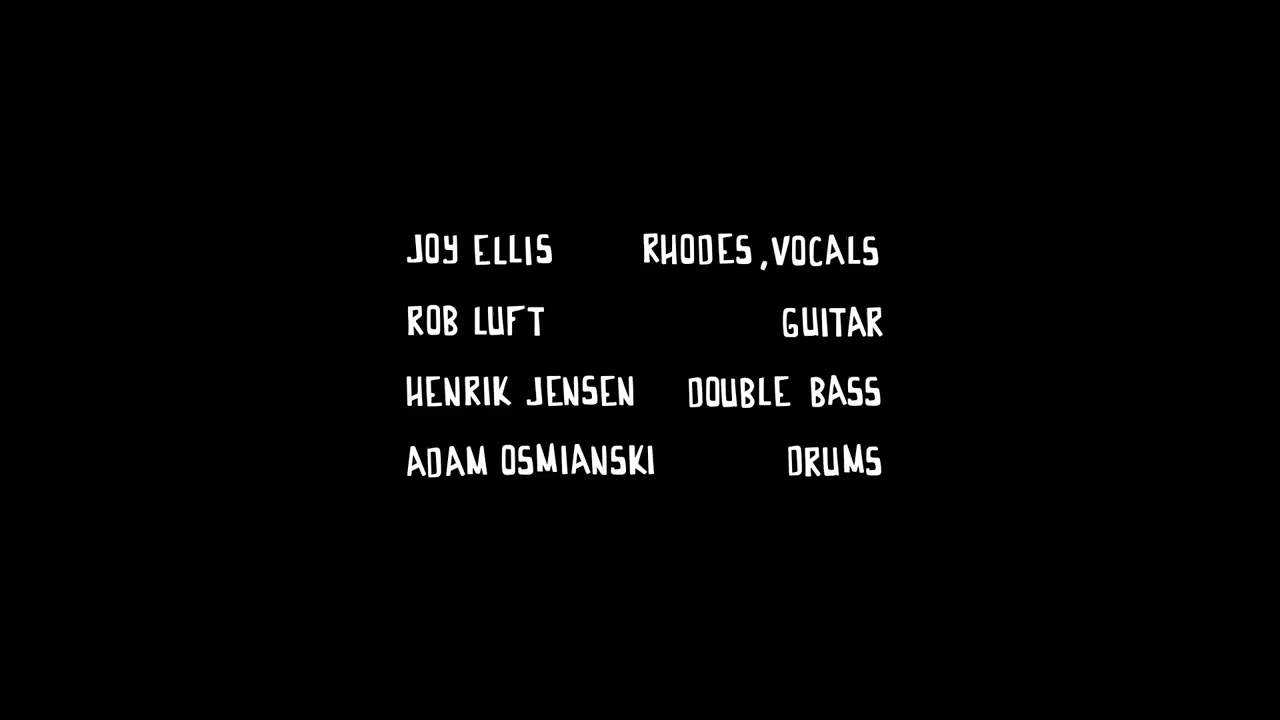 JOY ELLIS RHODES, VOCALS
ROB LUFT GUITAR
HENRIK JENSEN DOUBLE BASS
ADAM OSMIANSKI DRUMS